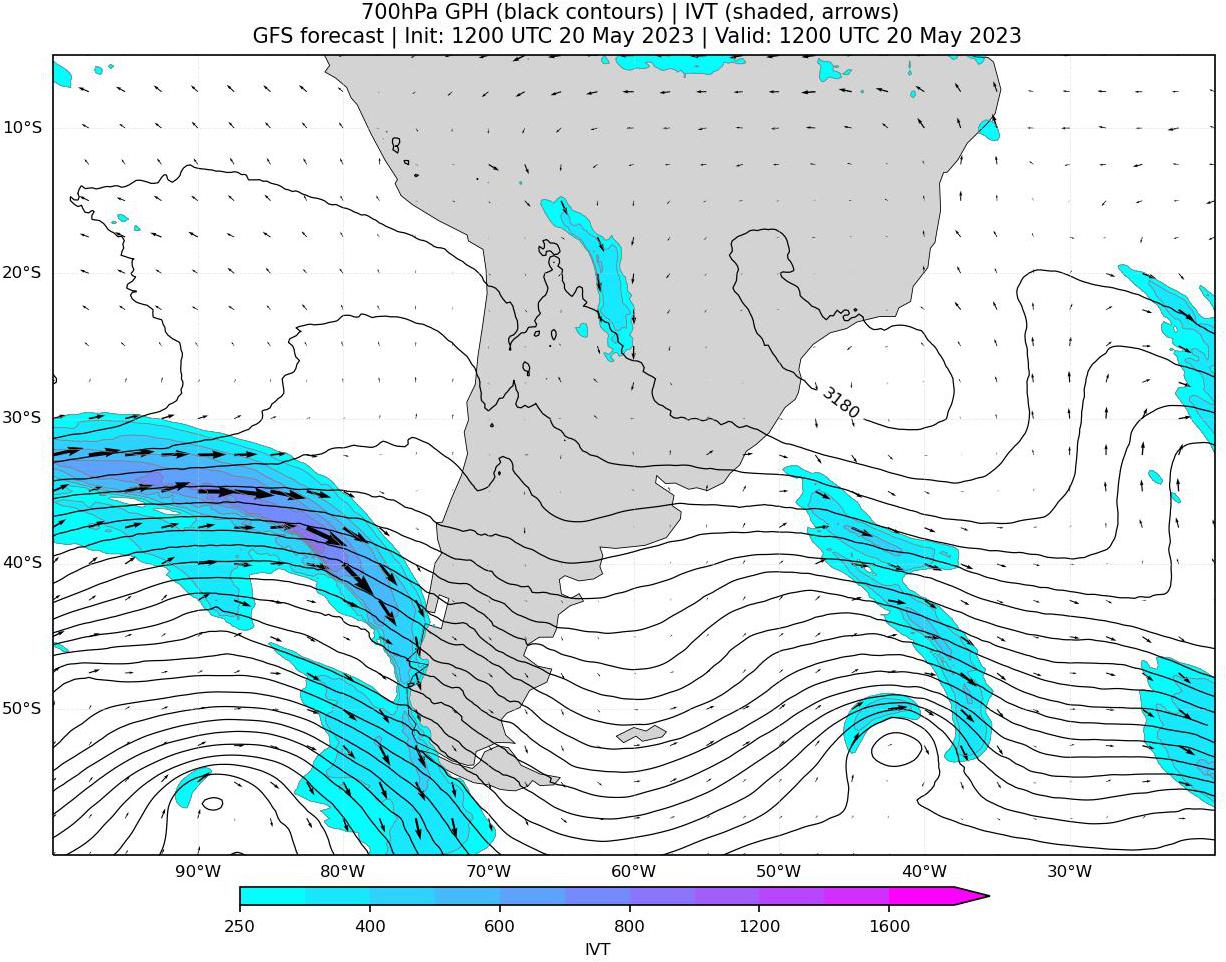 700hPa GPH (black contours) | IVT (shaded, arrows)
GFS forecast | Init: 1200 UTC 20 May 2023 | Valid: 1200 UTC 20 May 2023
10°S
20°S
30°S
3180
40°S
50°S
90°W 80°W 70°W 60°W 50°W 40°W 30°W
250 400 600 800 1200 1600
IVT